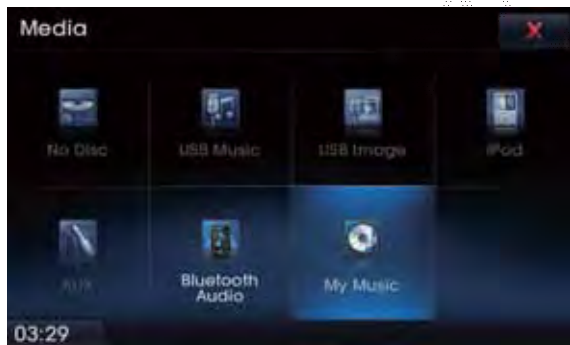 Media
X
No Disc
USB Music
USB Image
iPod
AUX
Bluetooth
Audio
My Music
03:29